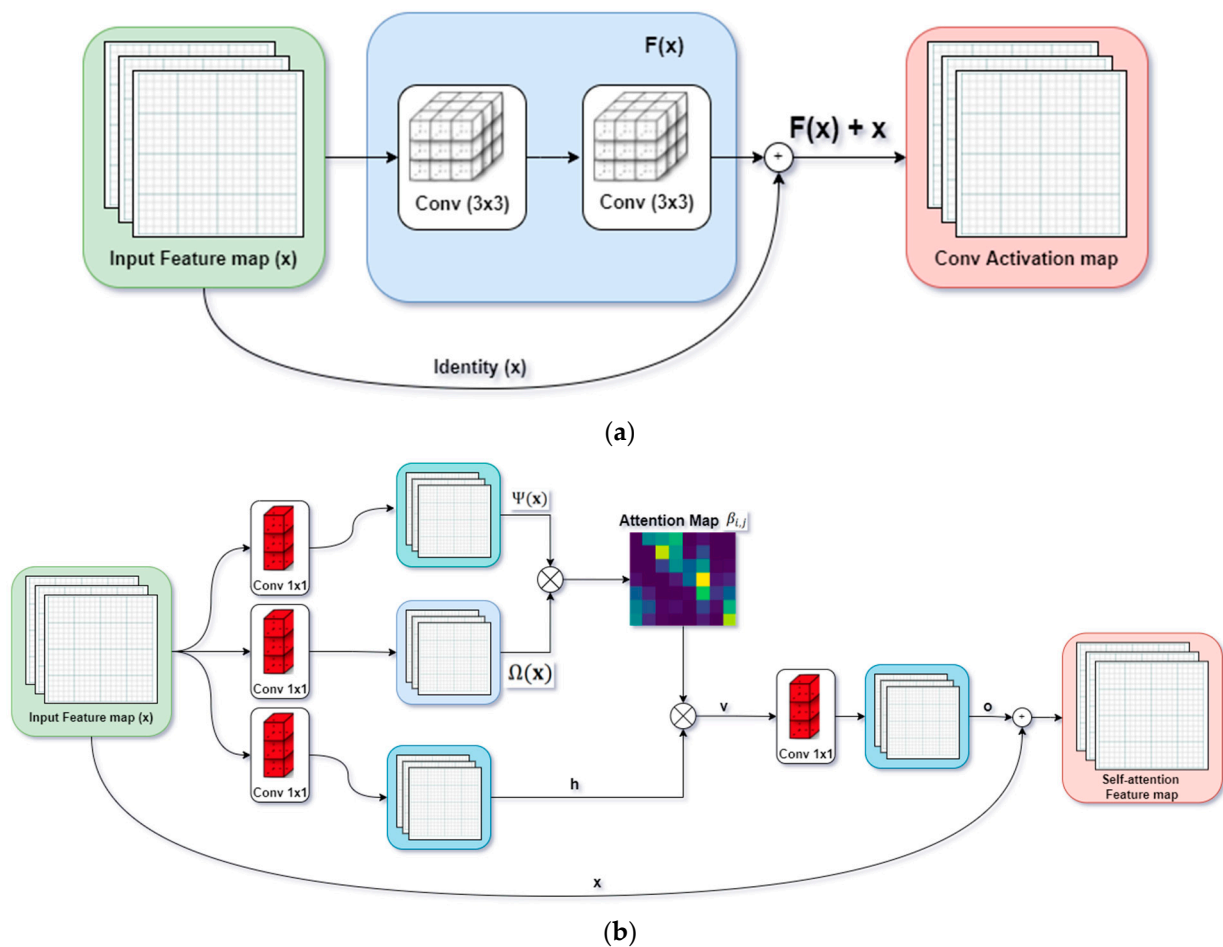 F(x)
Conv (3x3)
Conv (3x3)
F(x) + x
+
Input Feature map (x)
Conv Activation map
Identity (x)
(a)
Ψ(x)
Attention Map β_{i,j}
Conv 1x1
Ω(x)
Conv 1x1
Input Feature map (x)
v
Conv 1x1
o
+
Conv 1x1
h
Self-attention
Feature map
x
(b)